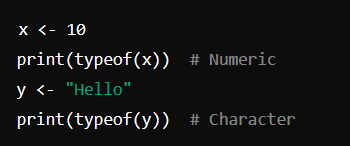 x <- 10
print(typeof(x))  # Numeric
y <- "Hello"
print(typeof(y))  # Character